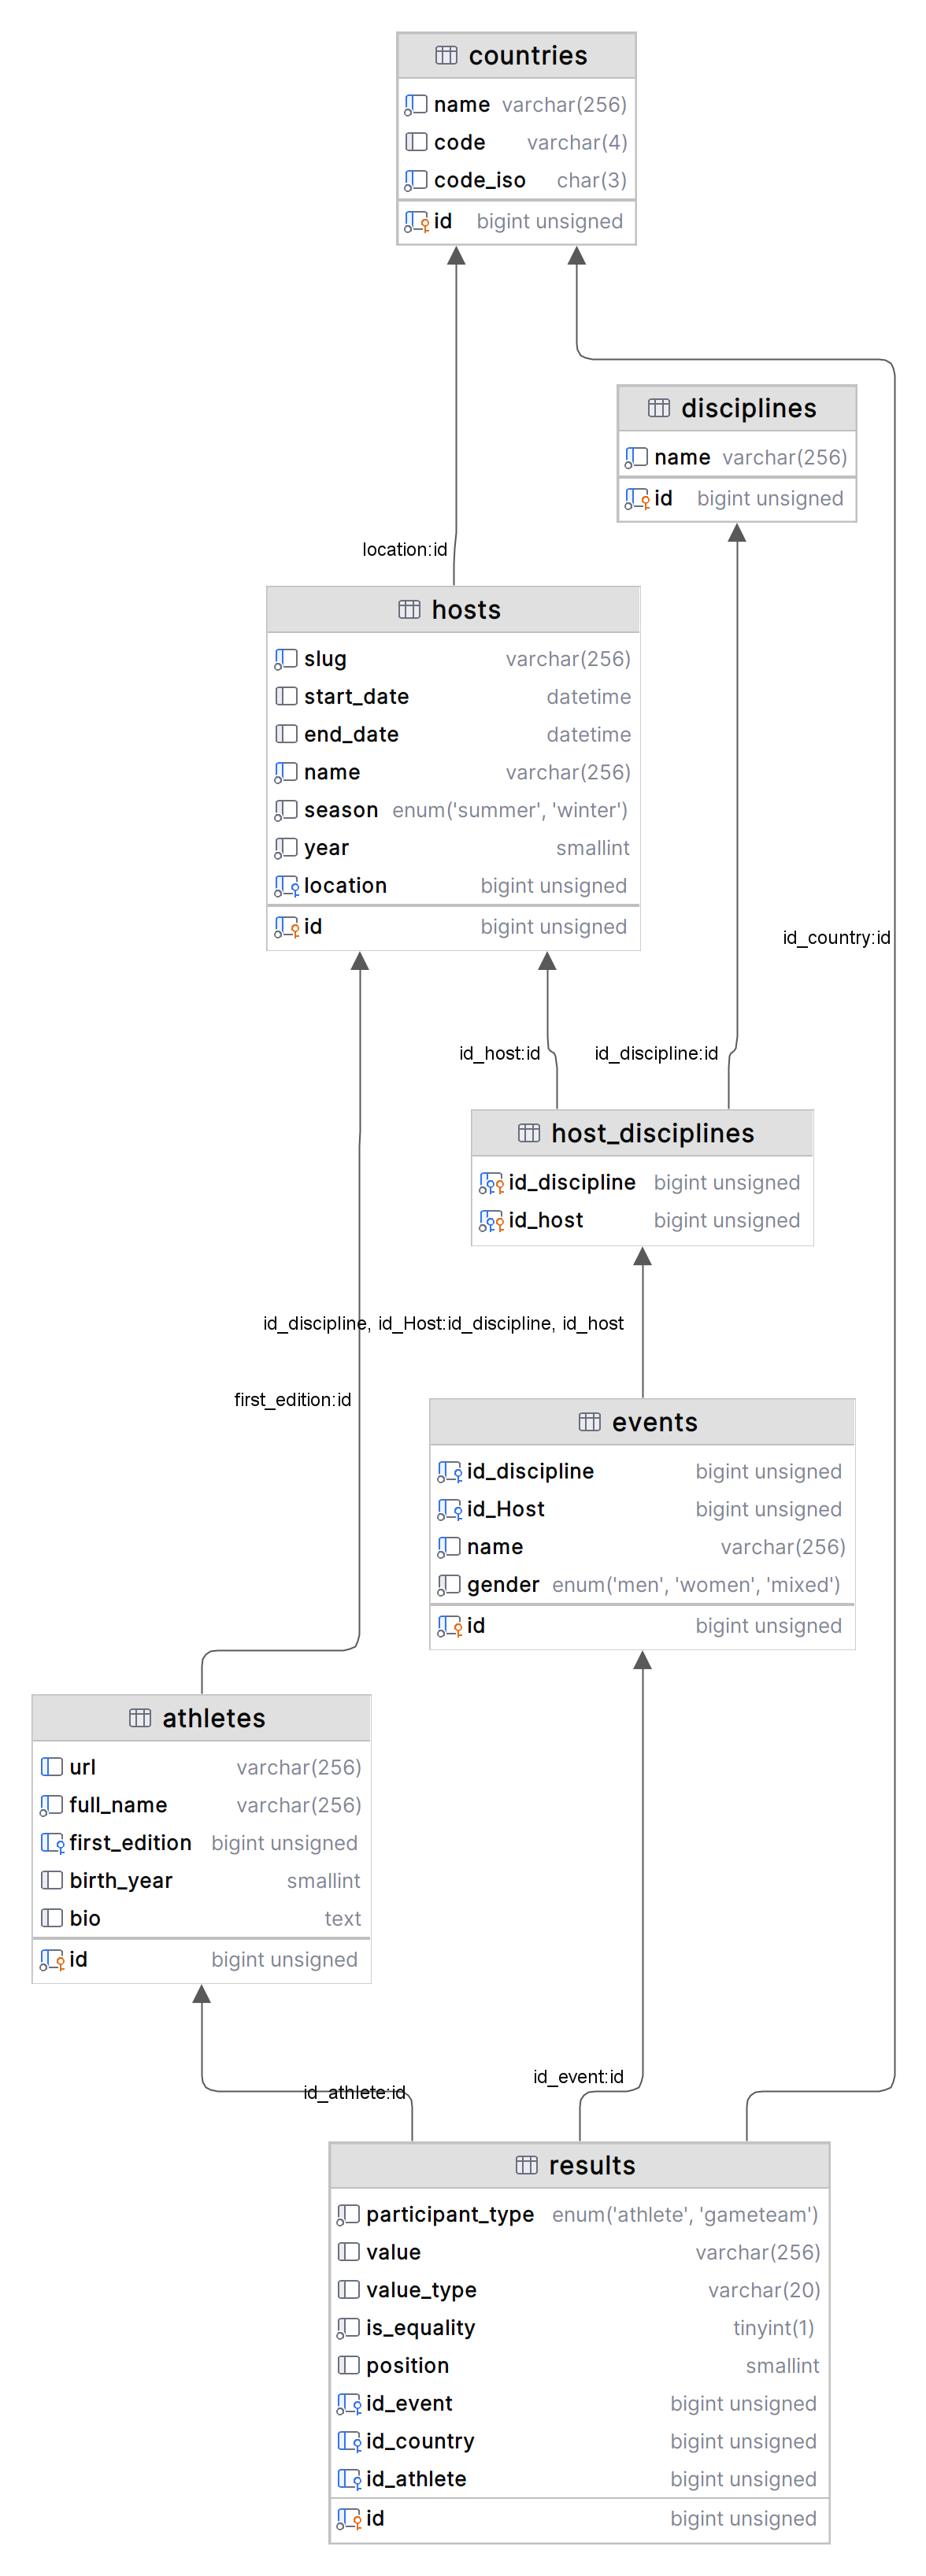 countries
name varchar(256)
code varchar(4)
code_iso char(3)
id bigint unsigned
disciplines
name varchar(256)
id bigint unsigned
location:id
hosts
slug varchar(256)
start_date datetime
end_date datetime
name varchar(256)
season enum('summer', 'winter')
year smallint
location bigint unsigned
id bigint unsigned
id_country:id
id_host:id
id_discipline:id
host_disciplines
id_discipline bigint unsigned
id_host bigint unsigned
id_discipline, id_Host:id_discipline, id_host
first_edition:id
events
id_discipline bigint unsigned
id_Host bigint unsigned
name varchar(256)
gender enum('men', 'women', 'mixed')
id bigint unsigned
athletes
url varchar(256)
full_name varchar(256)
first_edition bigint unsigned
birth_year smallint
bio text
id bigint unsigned
id_athlete:id
id_event:id
results
participant_type enum('athlete', 'gameteam')
value varchar(256)
value_type varchar(20)
is_equality tinyint(1)
position smallint
id_event bigint unsigned
id_country bigint unsigned
id_athlete bigint unsigned
id bigint unsigned